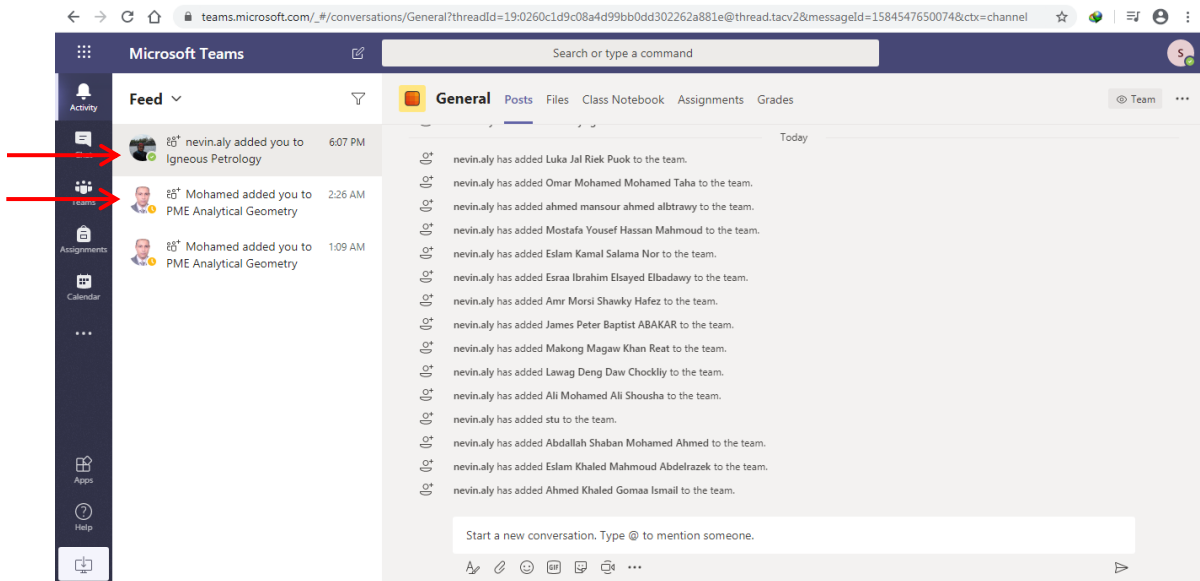 teams.microsoft.com/_#/conversations/General?threadId=19:0260c1d9c08a4d99bb0dd302262a881e@thread.tacv2&messageId=1584547650074&ctx=channel
Microsoft Teams
Search or type a command
S
Activity
Teams
Assignments
Calendar
Apps
Help
Feed
nevin.aly added you to 6:07 PM
Igneous Petrology
Mohamed added you to 2:26 AM
PME Analytical Geometry
Mohamed added you to 1:09 AM
PME Analytical Geometry
General Posts Files Class Notebook Assignments Grades
Team
Today
nevin.aly has added Luka Jal Riek Puok to the team.
nevin.aly has added Omar Mohamed Mohamed Taha to the team.
nevin.aly has added ahmed mansour ahmed albtrawy to the team.
nevin.aly has added Mostafa Yousef Hassan Mahmoud to the team.
nevin.aly has added Eslam Kamal Salama Nor to the team.
nevin.aly has added Esraa Ibrahim Elsayed Elbadawy to the team.
nevin.aly has added Amr Morsi Shawky Hafez to the team.
nevin.aly has added James Peter Baptist ABAKAR to the team.
nevin.aly has added Makong Magaw Khan Reat to the team.
nevin.aly has added Lawag Deng Daw Chockliy to the team.
nevin.aly has added Ali Mohamed Ali Shousha to the team.
nevin.aly has added stu to the team.
nevin.aly has added Abdallah Shaban Mohamed Ahmed to the team.
nevin.aly has added Eslam Khaled Mahmoud Abdelrazek to the team.
nevin.aly has added Ahmed Khaled Gomaa Ismail to the team.
Start a new conversation. Type @ to mention someone.
GIF